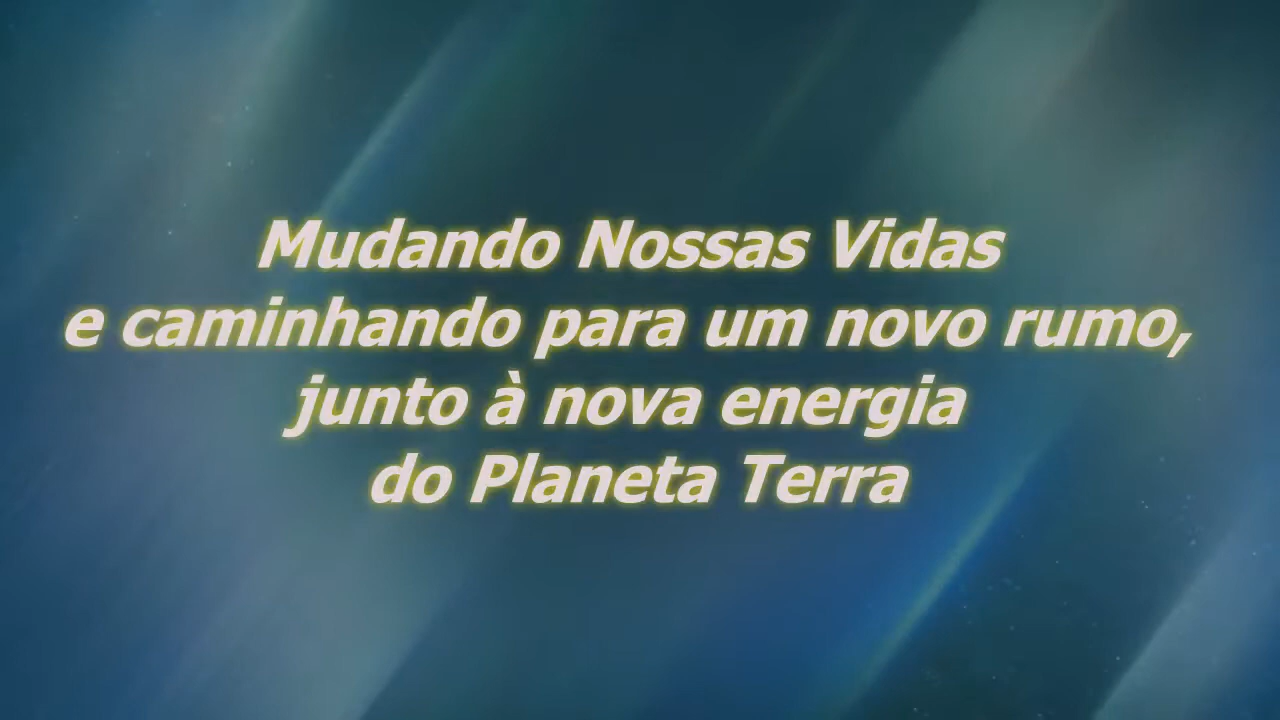 Mudando Nossas Vidas
e caminhando para um novo rumo,
junto à nova energia
do Planeta Terra